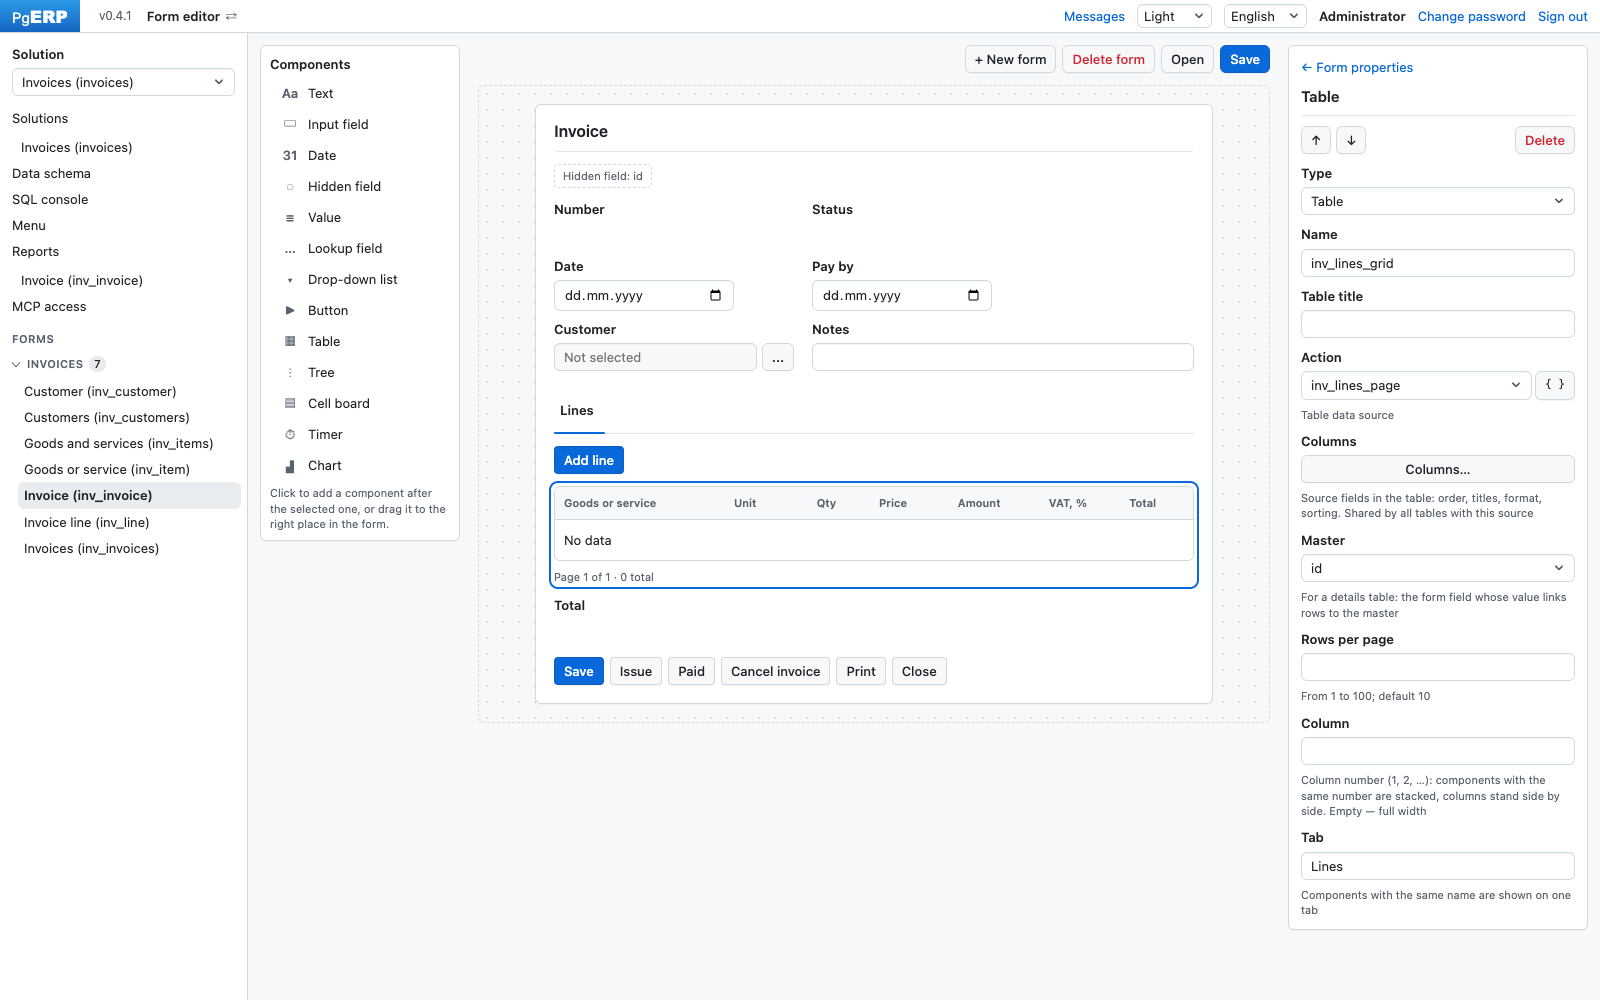 PgERP
v0.4.1
Form editor ⇄
Messages
Light
English
Administrator
Change password
Sign out
Solution
Invoices (invoices)
Solutions
Invoices (invoices)
Data schema
SQL console
Menu
Reports
Invoice (inv_invoice)
MCP access
FORMS
INVOICES 7
Customer (inv_customer)
Customers (inv_customers)
Goods and services (inv_items)
Goods or service (inv_item)
Invoice (inv_invoice)
Invoice line (inv_line)
Invoices (inv_invoices)
Components
Aa Text
Input field
31 Date
Hidden field
Value
... Lookup field
Drop-down list
Button
Table
Tree
Cell board
Timer
Chart
Click to add a component after
the selected one, or drag it to the
right place in the form.
+ New form
Delete form
Open
Save
Invoice
Hidden field: id
Number
Status
Date
Pay by
dd.mm.yyyy
dd.mm.yyyy
Customer
Notes
Not selected
...
Lines
Add line
Goods or service Unit Qty Price Amount VAT, % Total
No data
Page 1 of 1 · 0 total
Total
Save
Issue
Paid
Cancel invoice
Print
Close
← Form properties
Table
↑
↓
Delete
Type
Table
Name
inv_lines_grid
Table title
Action
inv_lines_page
{ }
Table data source
Columns
Columns...
Source fields in the table: order, titles, format,
sorting. Shared by all tables with this source
Master
id
For a details table: the form field whose value links
rows to the master
Rows per page
From 1 to 100; default 10
Column
Column number (1, 2, ...): components with the
same number are stacked, columns stand side by
side. Empty — full width
Tab
Lines
Components with the same name are shown on one
tab